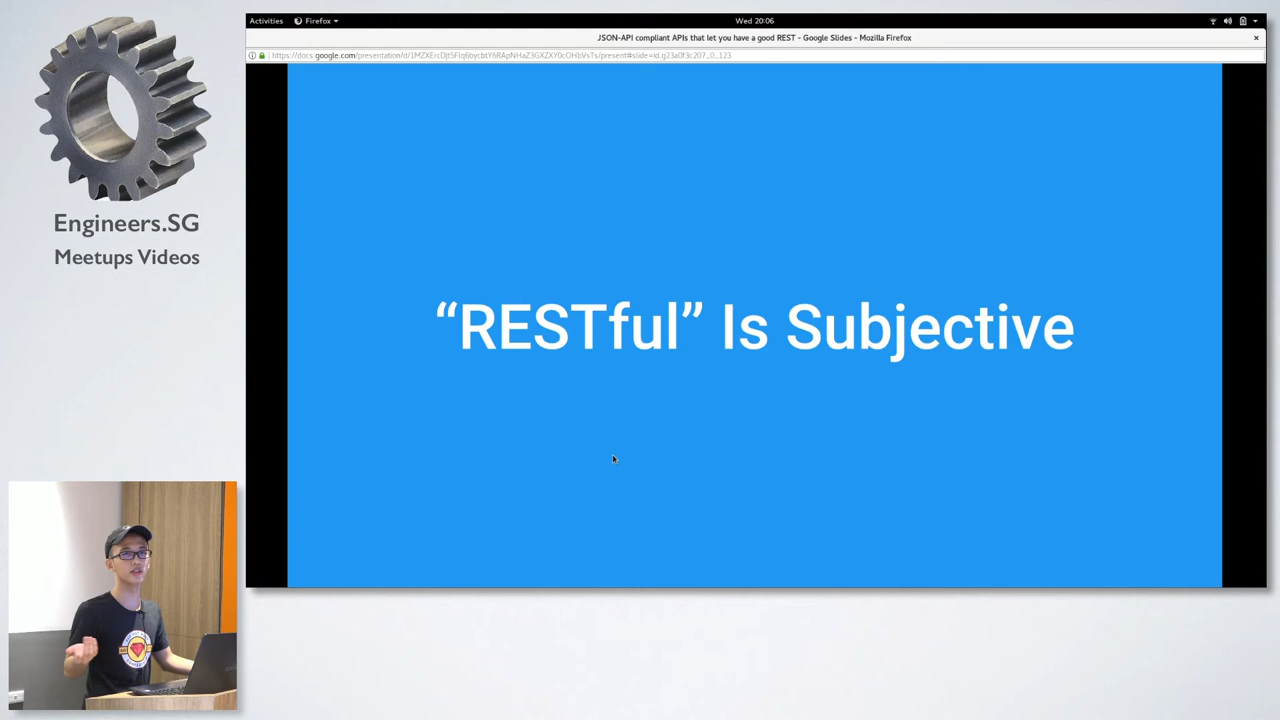 Engineers.SG
Meetups Videos
Activities
Firefox
Wed 20:06
JSON-API compliant APIs that let you have a good REST - Google Slides - Mozilla Firefox
“RESTful” Is Subjective